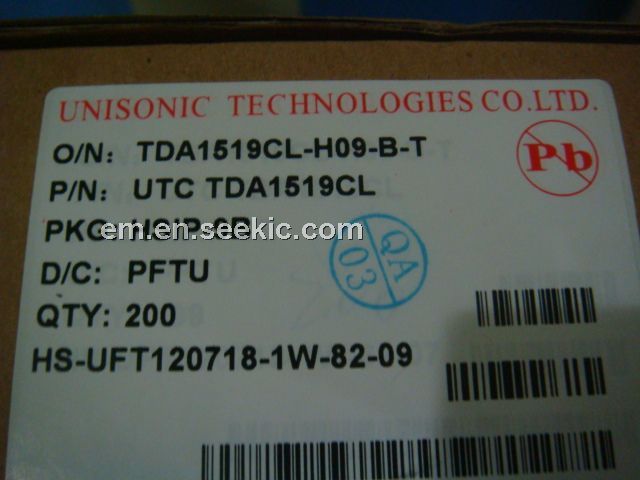 UNISONIC TECHNOLOGIES CO.LTD.
O/N: TDA1519CL-H09-B-T
Pb
P/N: UTC TDA1519CL
PKG
em.en.seekic.com
QA
03
D/C: PFTU
QTY: 200
HS-UFT120718-1W-82-09